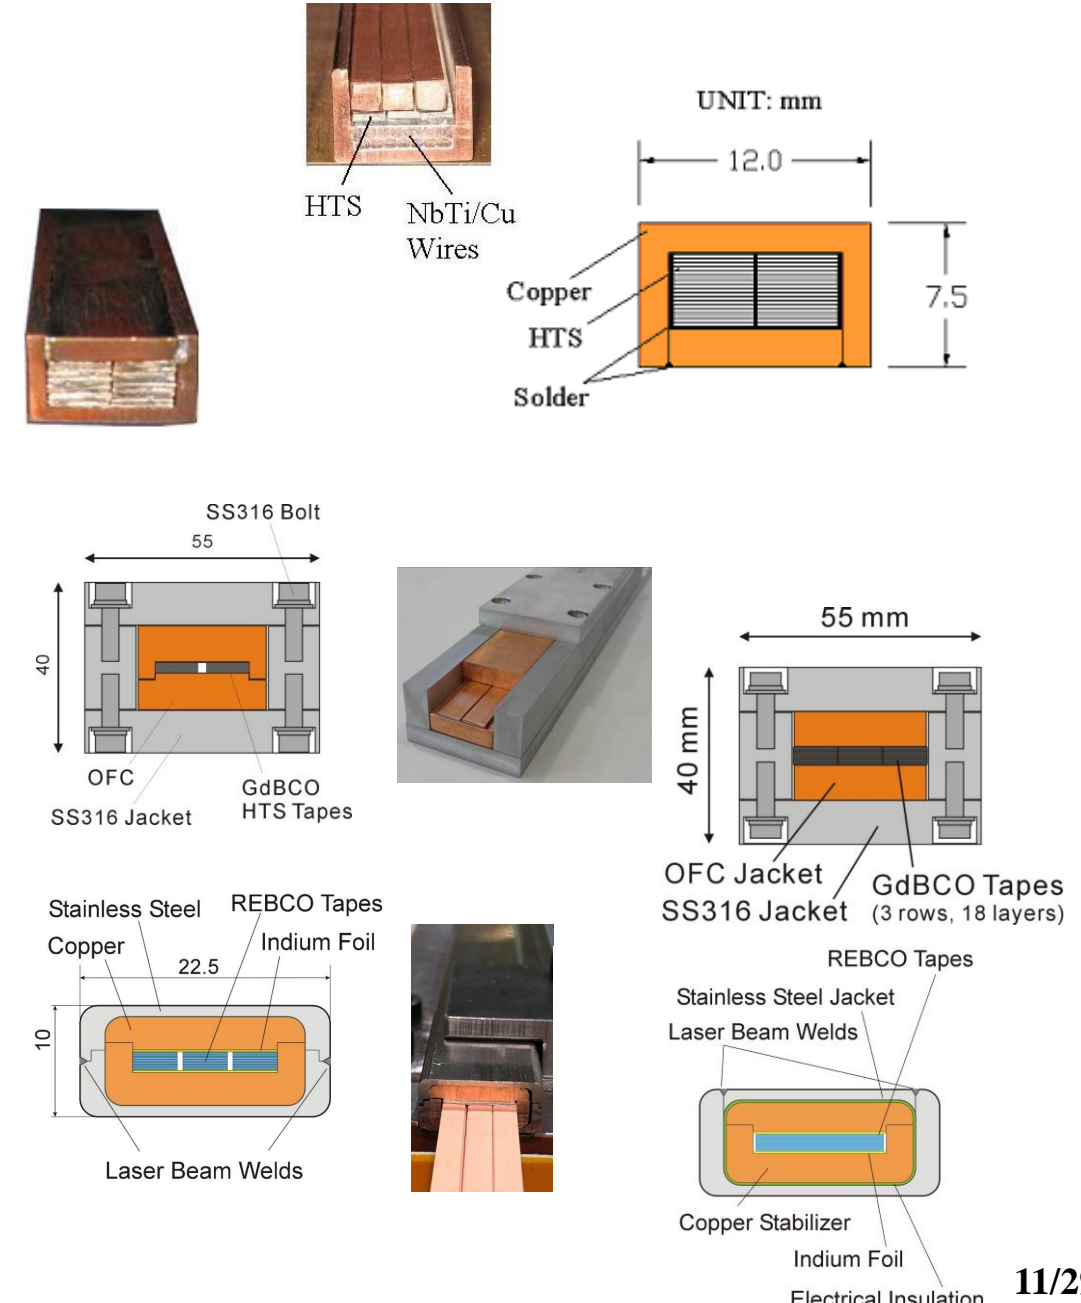 UNIT: mm
12.0
HTS
NbTi/Cu
Wires
Copper
HTS
Solder
7.5
SS316 Bolt
55
40
OFC
SS316 Jacket
GdBCO
HTS Tapes
55 mm
40 mm
OFC Jacket
SS316 Jacket
GdBCO Tapes
(3 rows, 18 layers)
Stainless Steel
REBCO Tapes
Copper
Indium Foil
22.5
10
Laser Beam Welds
REBCO Tapes
Stainless Steel Jacket
Laser Beam Welds
Copper Stabilizer
Indium Foil
Electrical Insulation